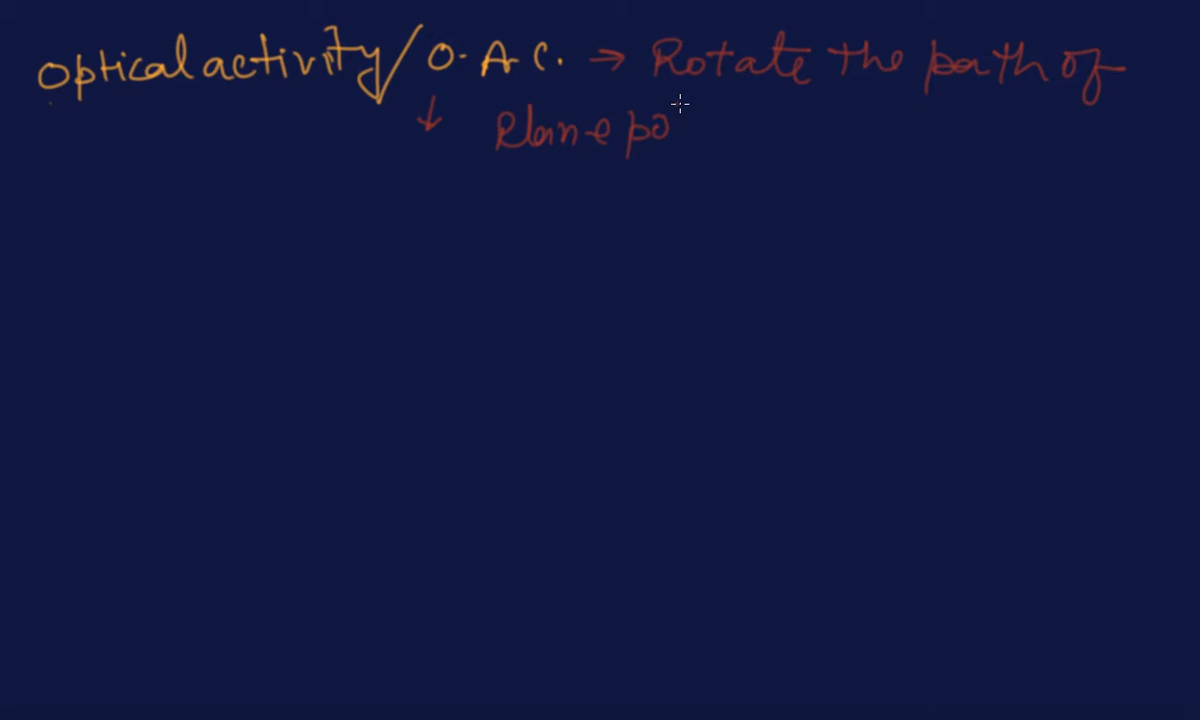 Optical activity/O.A.C. → Rotate the path of
↓ Plane po